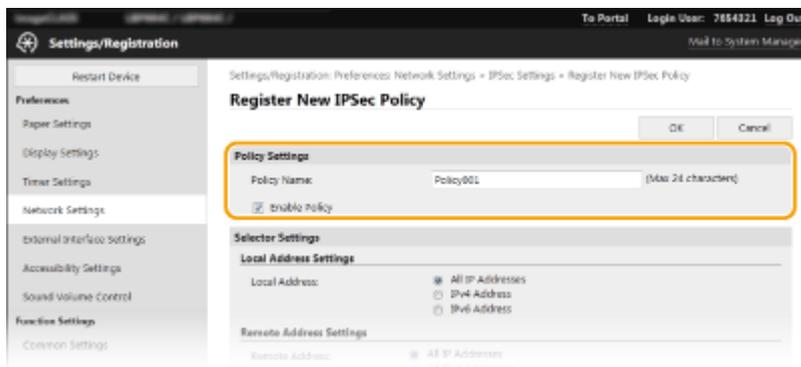 To Portal Login User: 7654321 Log Ou
Settings/Registration
Mail to System Manage
Restart Device
Settings/Registration: Preferences: Network Settings > IPSec Settings > Register New IPSec Policy
Preferences
Register New IPSec Policy
Paper Settings
OK Cancel
Display Settings
Policy Settings
Timer Settings
Policy Name: Policy001 (Max 24 characters)
Network Settings
Enable Policy
External Interface Settings
Selector Settings
Local Address Settings
Accessibility Settings
Local Address: All IP Addresses
IPv4 Address
Sound Volume Control
IPv6 Address
Function Settings
Remote Address Settings
Common Settings
Remote Address: All IP Addresses